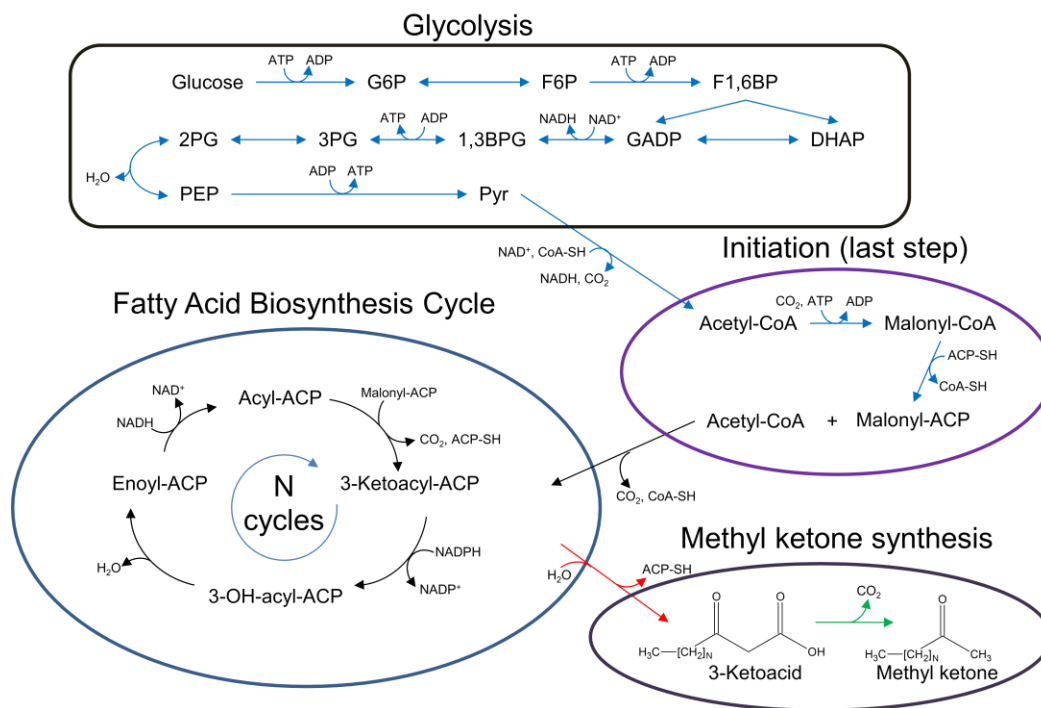 Glycolysis
ATP ADP ATP ADP
Glucose G6P F6P F1,6BP
ATP ADP NADH NAD⁺
2PG 3PG 1,3BPG GADP DHAP
H₂O
ADP ATP
PEP Pyr
NAD⁺, CoA-SH
NADH, CO₂
Initiation (last step)
CO₂, ATP ADP
Acetyl-CoA Malonyl-CoA
ACP-SH
CoA-SH
Acetyl-CoA + Malonyl-ACP
CO₂, CoA-SH
Fatty Acid Biosynthesis Cycle
NAD⁺
Acyl-ACP
Malonyl-ACP
NADH
CO₂, ACP-SH
Enoyl-ACP
N
cycles
3-Ketoacyl-ACP
NADPH
H₂O
NADP⁺
3-OH-acyl-ACP
Methyl ketone synthesis
H₂O
ACP-SH
CO₂
O O O
H₃C—[CH₂]N OH H₃C—[CH₂]N CH₃
3-Ketoacid Methyl ketone